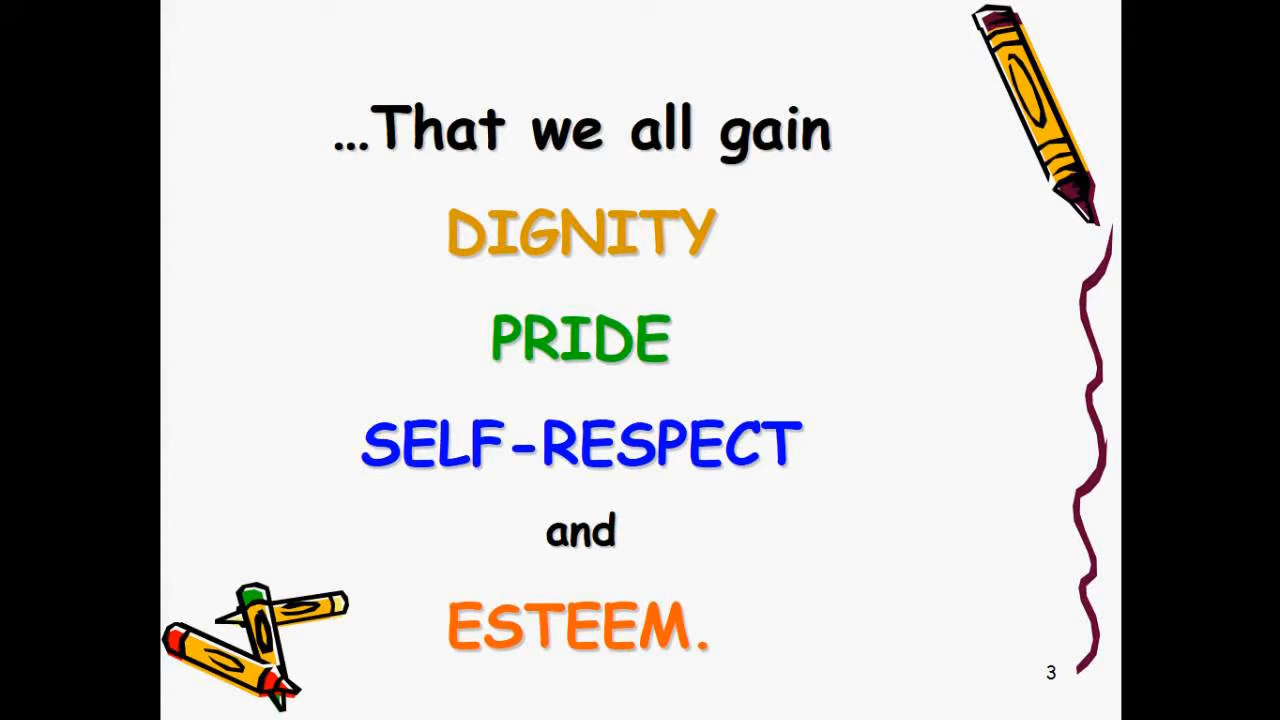 …That we all gain
DIGNITY
PRIDE
SELF-RESPECT
and
ESTEEM.
3